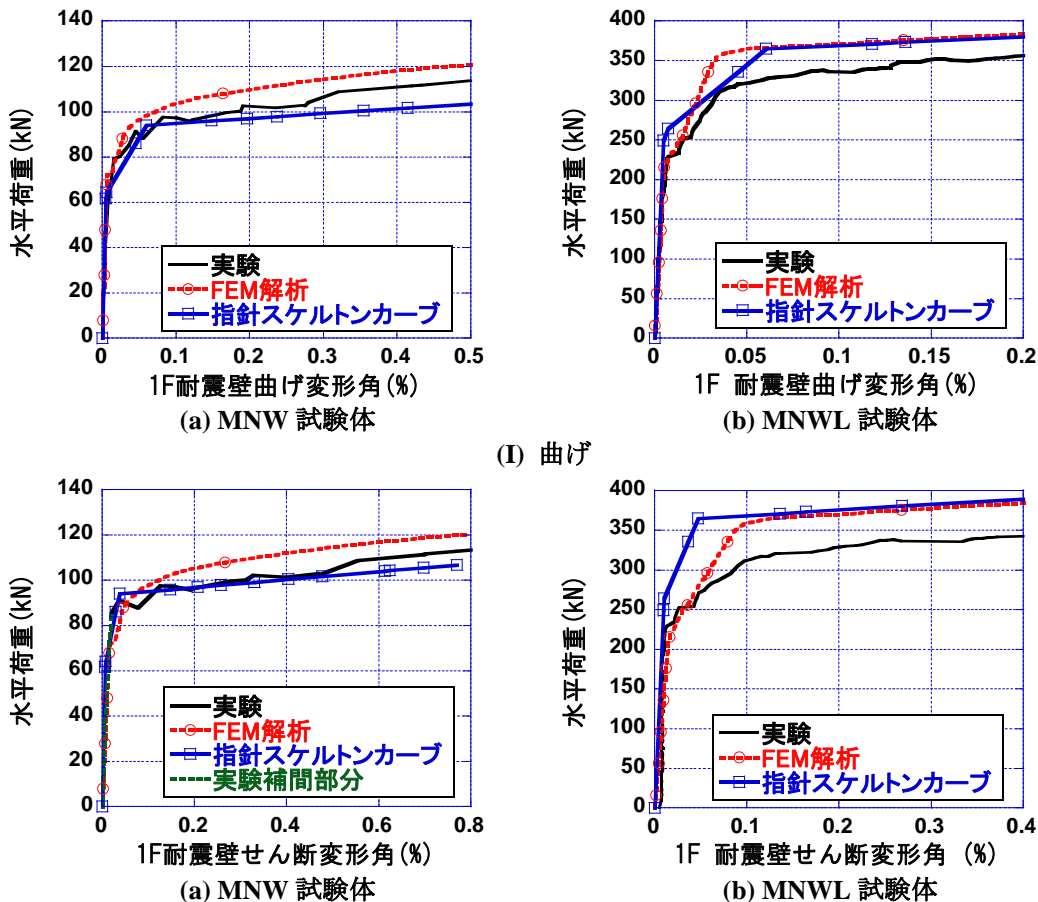 140
120
100
80
60
40
20
0
水平荷重(kN)
0 0.1 0.2 0.3 0.4 0.5
1F耐震壁曲げ変形角(%)
実験
FEM解析
指針スケルトンカーブ
(a) MNW 試験体
400
350
300
250
200
150
100
50
0
水平荷重(kN)
0 0.05 0.1 0.15 0.2
1F 耐震壁曲げ変形角(%)
実験
FEM解析
指針スケルトンカーブ
(b) MNWL 試験体
(I) 曲げ
140
120
100
80
60
40
20
0
水平荷重(kN)
0 0.2 0.4 0.6 0.8
1F耐震壁せん断変形角(%)
実験
FEM解析
指針スケルトンカーブ
実験補間部分
(a) MNW 試験体
400
350
300
250
200
150
100
50
0
水平荷重(kN)
0 0.1 0.2 0.3 0.4
1F 耐震壁せん断変形角 (%)
実験
FEM解析
指針スケルトンカーブ
(b) MNWL 試験体